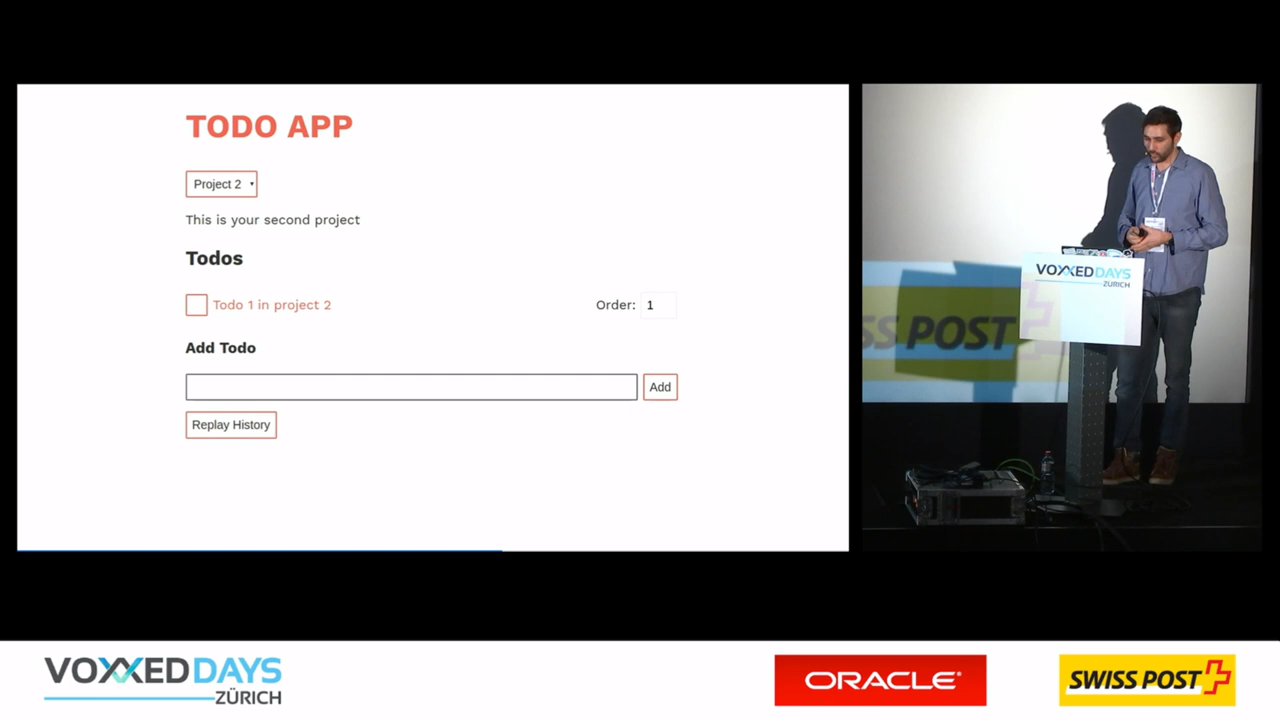 TODO APP
Project 2
This is your second project
Todos
Todo 1 in project 2
Order: 1
Add Todo
Add
Replay History
SS POST
VOXXED DAYS
ZÜRICH
VOXXED DAYS
ZÜRICH
ORACLE®
SWISS POST